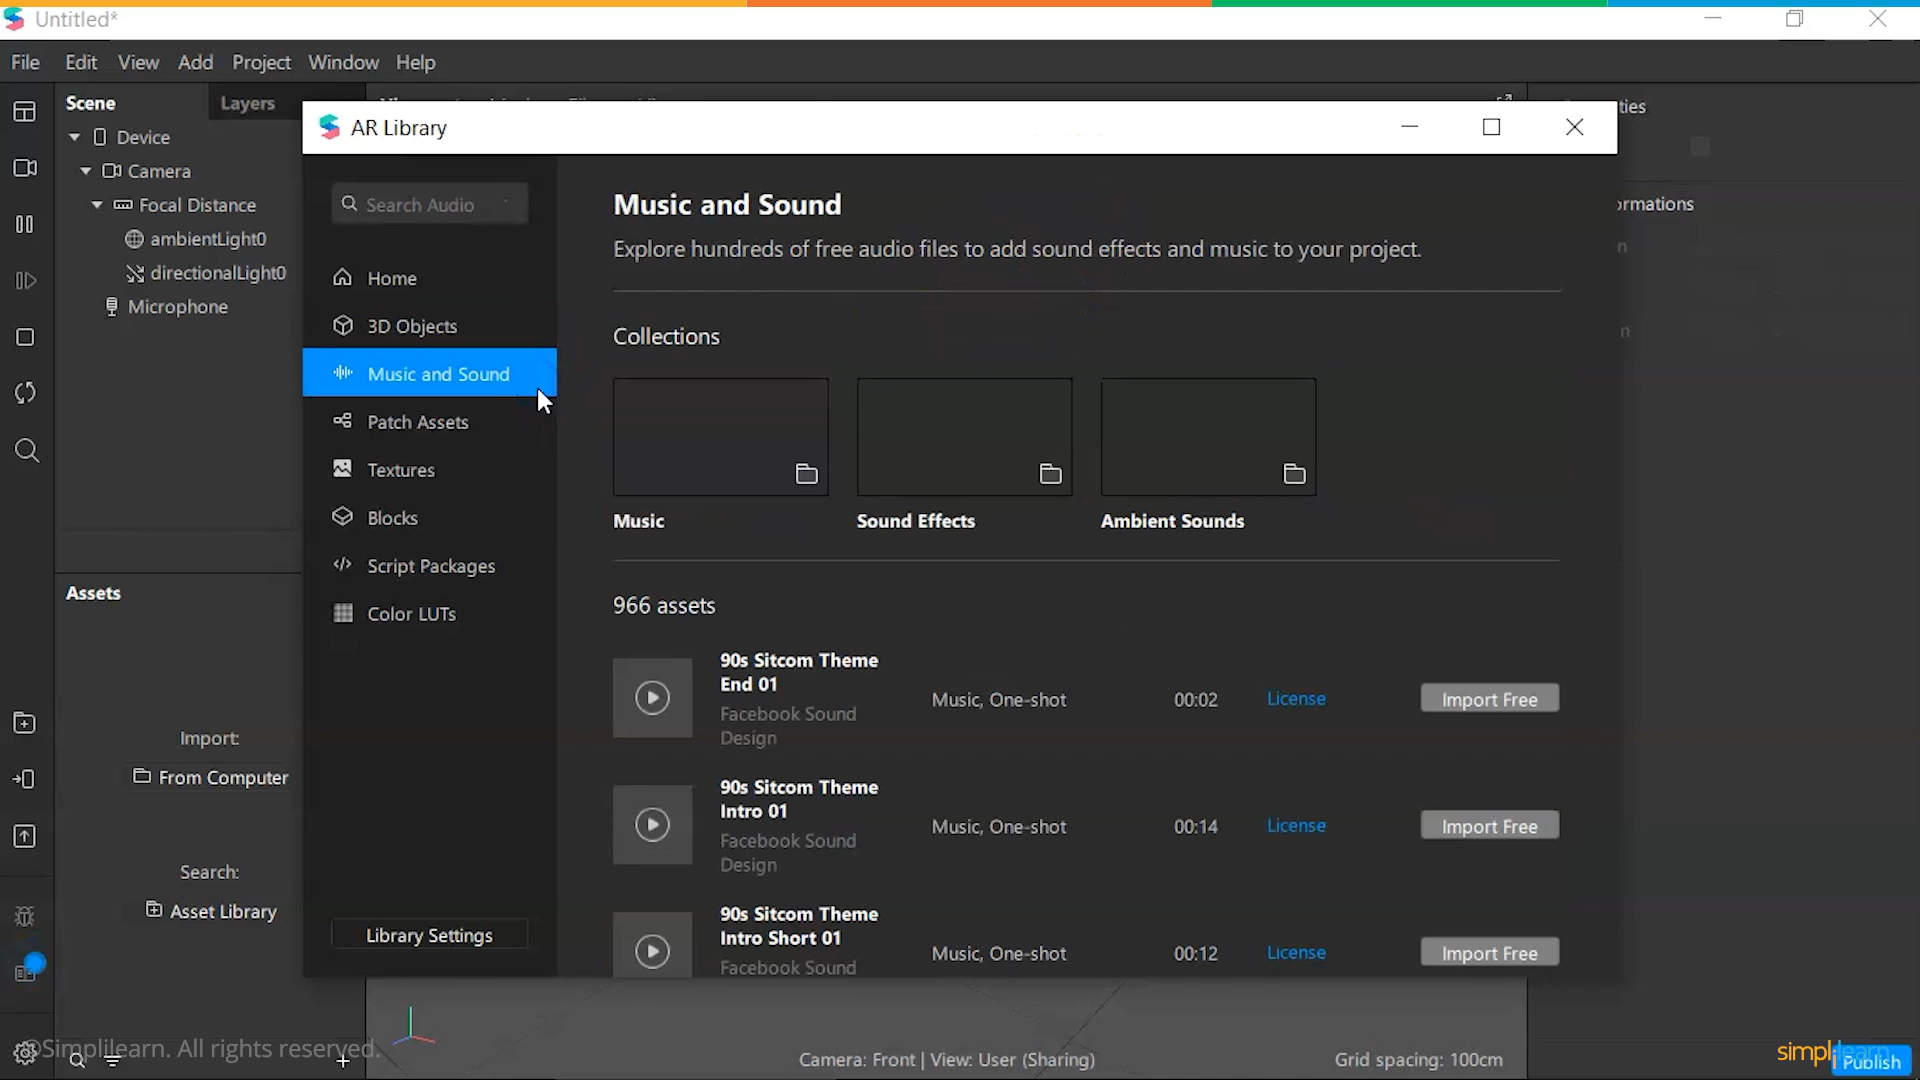 Untitled*
File Edit View Add Project Window Help
Scene Layers
Device
Camera
Focal Distance
ambientLight0
directionalLight0
Microphone
Assets
Import:
From Computer
Search:
Asset Library
AR Library
Search Audio
Home
3D Objects
Music and Sound
Patch Assets
Textures
Blocks
Script Packages
Color LUTs
Library Settings
Music and Sound
Explore hundreds of free audio files to add sound effects and music to your project.
Collections
Music Sound Effects Ambient Sounds
966 assets
90s Sitcom Theme
End 01
Facebook Sound
Design
Music, One-shot 00:02 License Import Free
90s Sitcom Theme
Intro 01
Facebook Sound
Design
Music, One-shot 00:14 License Import Free
90s Sitcom Theme
Intro Short 01
Facebook Sound
Music, One-shot 00:12 License Import Free
ties
ormations
n
n
©Simplilearn. All rights reserved.
Camera: Front | View: User (Sharing)
Grid spacing: 100cm
simplilearn
Publish